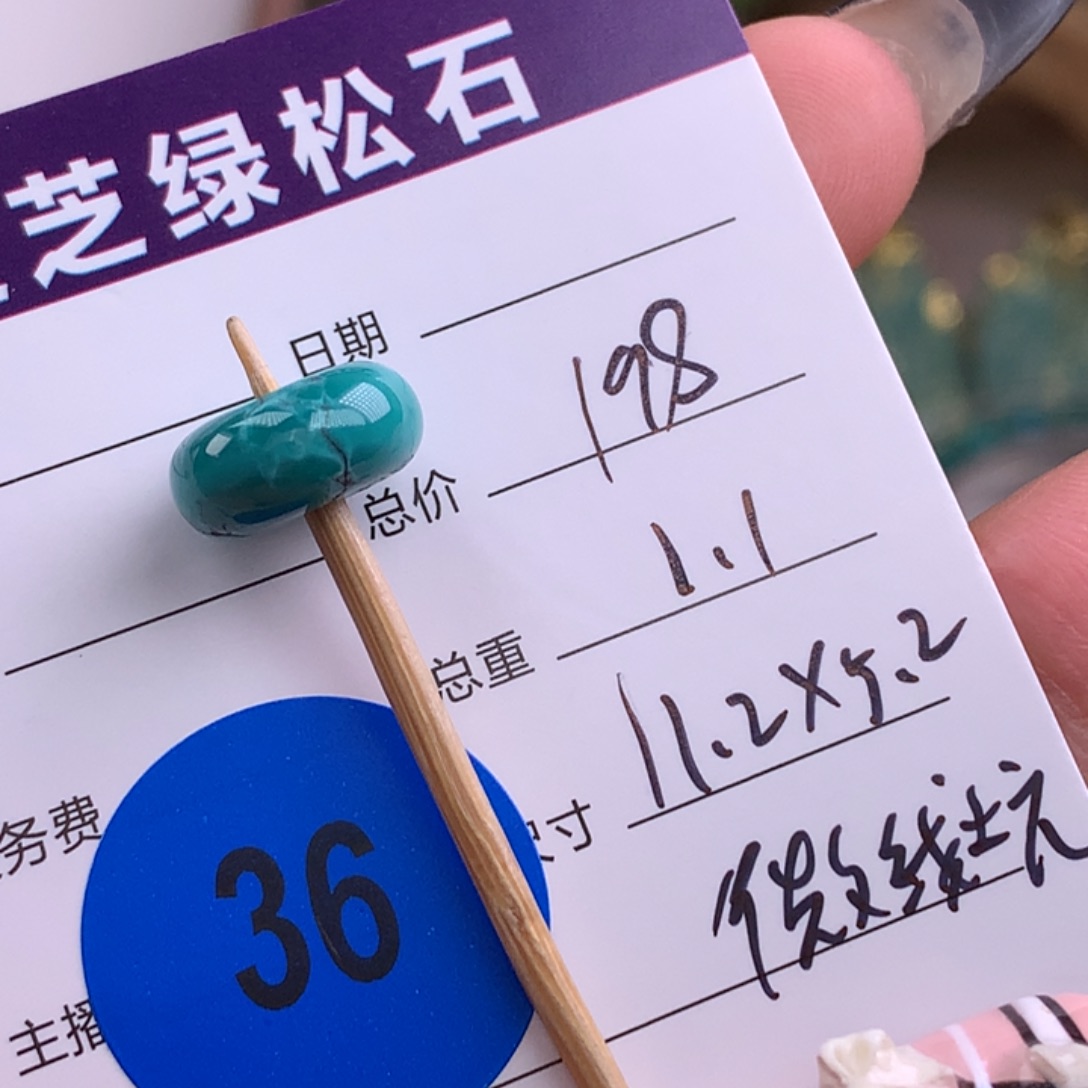 芝绿松石
日期
198
总价
1.1
总重
11.2X5.2
务费
寸
微线坑
36
主播